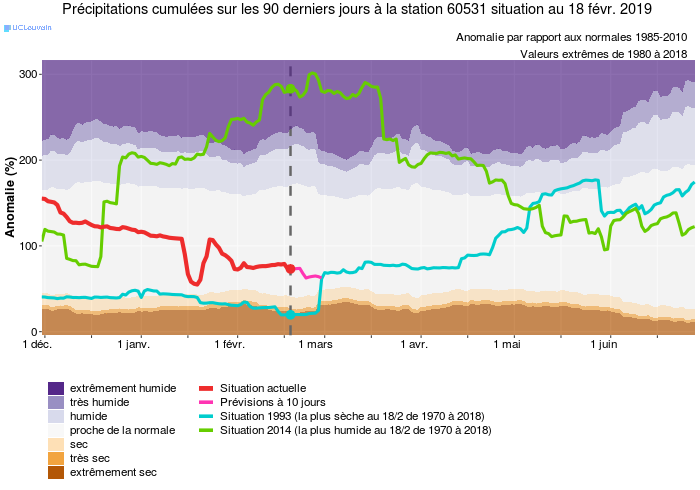 Précipitations cumulées sur les 90 derniers jours à la station 60531 situation au 18 févr. 2019
UCLouvain
Anomalie par rapport aux normales 1985-2010
Valeurs extrêmes de 1980 à 2018
Anomalie (%)
300
200
100
0
1 déc. 1 janv. 1 févr. 1 mars 1 avr. 1 mai 1 juin
extrêmement humide
très humide
humide
proche de la normale
sec
très sec
extrêmement sec
Situation actuelle
Prévisions à 10 jours
Situation 1993 (la plus sèche au 18/2 de 1970 à 2018)
Situation 2014 (la plus humide au 18/2 de 1970 à 2018)